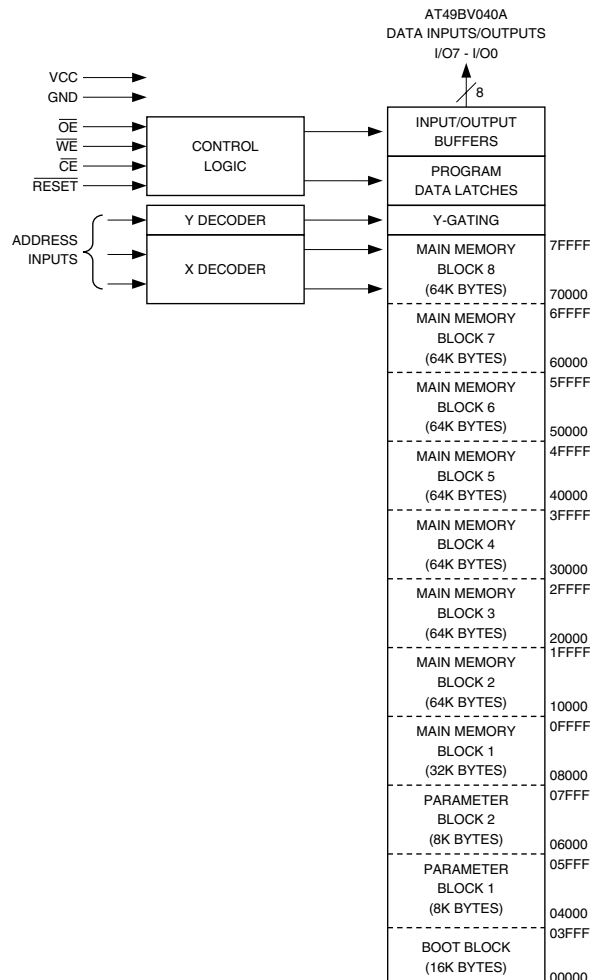 AT49BV040A
DATA INPUTS/OUTPUTS
I/O7 - I/O0
8
VCC
GND
OE
WE
CE
RESET
CONTROL
LOGIC
INPUT/OUTPUT
BUFFERS
PROGRAM
DATA LATCHES
ADDRESS
INPUTS
Y DECODER
Y-GATING
X DECODER
MAIN MEMORY
BLOCK 8
(64K BYTES)
7FFFF
70000
MAIN MEMORY
BLOCK 7
(64K BYTES)
6FFFF
60000
MAIN MEMORY
BLOCK 6
(64K BYTES)
5FFFF
50000
MAIN MEMORY
BLOCK 5
(64K BYTES)
4FFFF
40000
MAIN MEMORY
BLOCK 4
(64K BYTES)
3FFFF
30000
MAIN MEMORY
BLOCK 3
(64K BYTES)
2FFFF
20000
MAIN MEMORY
BLOCK 2
(64K BYTES)
1FFFF
10000
MAIN MEMORY
BLOCK 1
(32K BYTES)
0FFFF
08000
PARAMETER
BLOCK 2
(8K BYTES)
07FFF
06000
PARAMETER
BLOCK 1
(8K BYTES)
05FFF
04000
BOOT BLOCK
(16K BYTES)
03FFF
00000